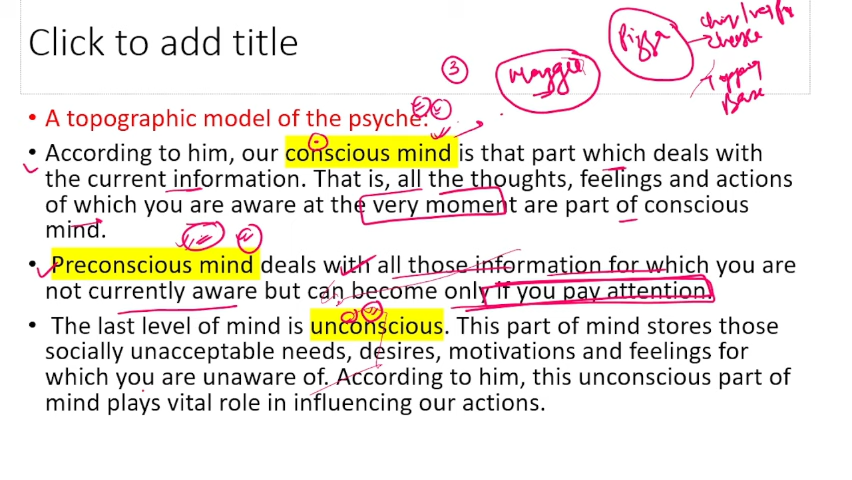 Click to add title
3
Maggie
Pizza
Cheese
Topping
Base
• A topographic model of the psyche.
• According to him, our conscious mind is that part which deals with
the current information. That is, all the thoughts, feelings and actions
of which you are aware at the very moment are part of conscious
mind.
• Preconscious mind deals with all those information for which you are
not currently aware but can become only if you pay attention.
• The last level of mind is unconscious. This part of mind stores those
socially unacceptable needs, desires, motivations and feelings for
which you are unaware of. According to him, this unconscious part of
mind plays vital role in influencing our actions.